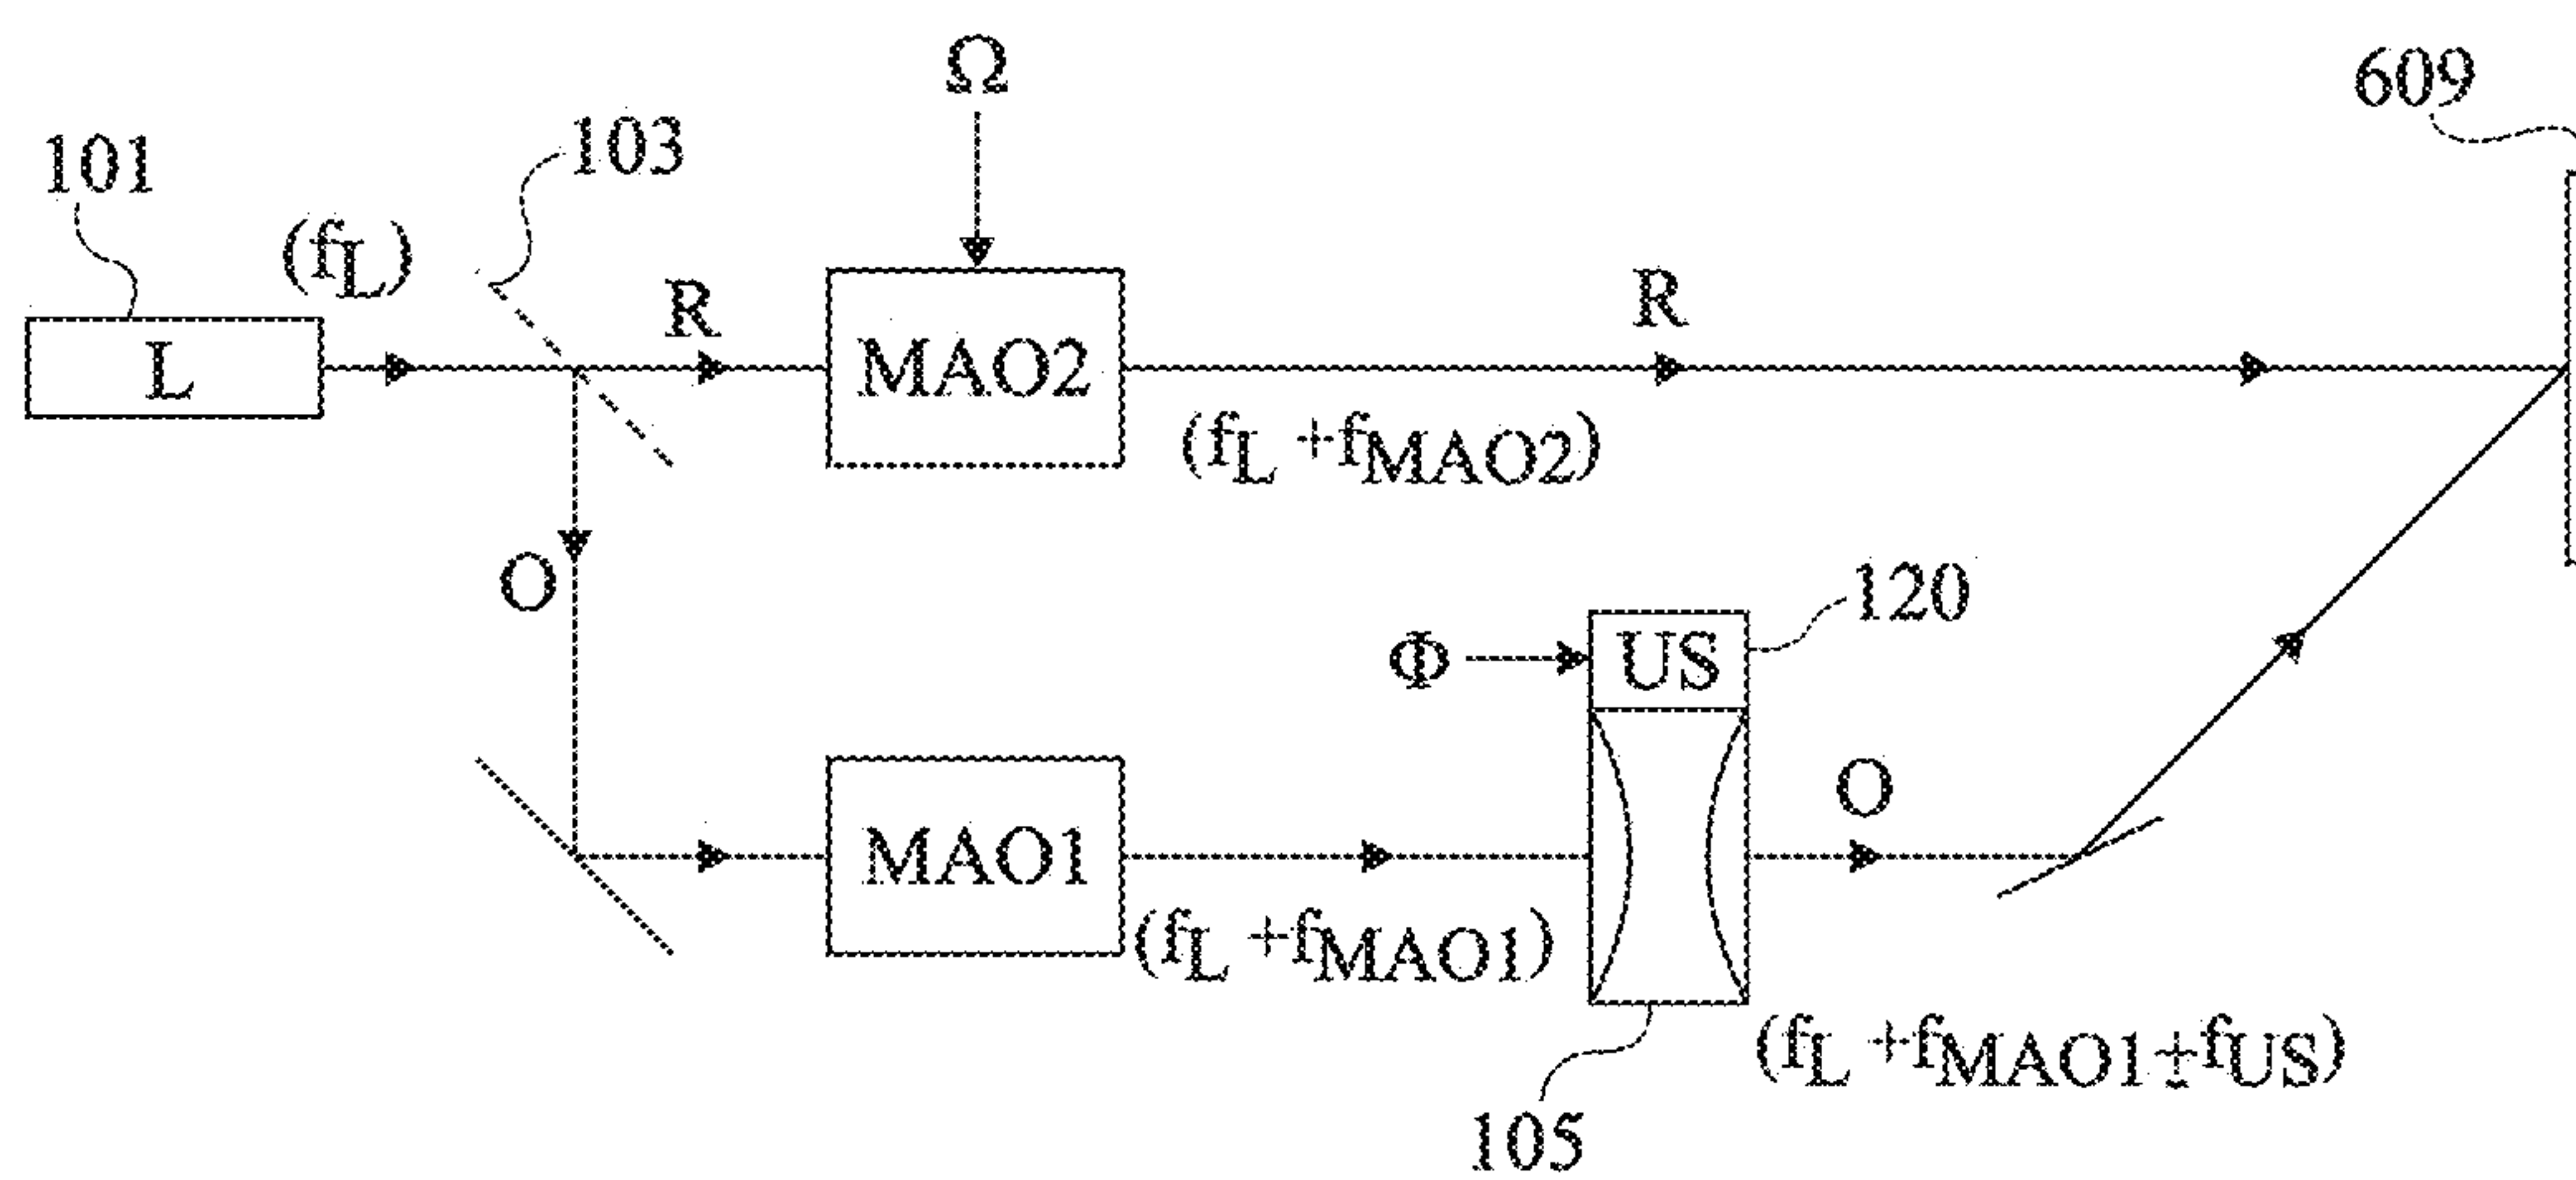 Ω
609
103
101
(fL)
R
R
L
MAO2
(fL +fMAO2)
O
120
Φ
US
O
MAO1
(fL +fMAO1)
(fL +fMAO1±fUS)
105